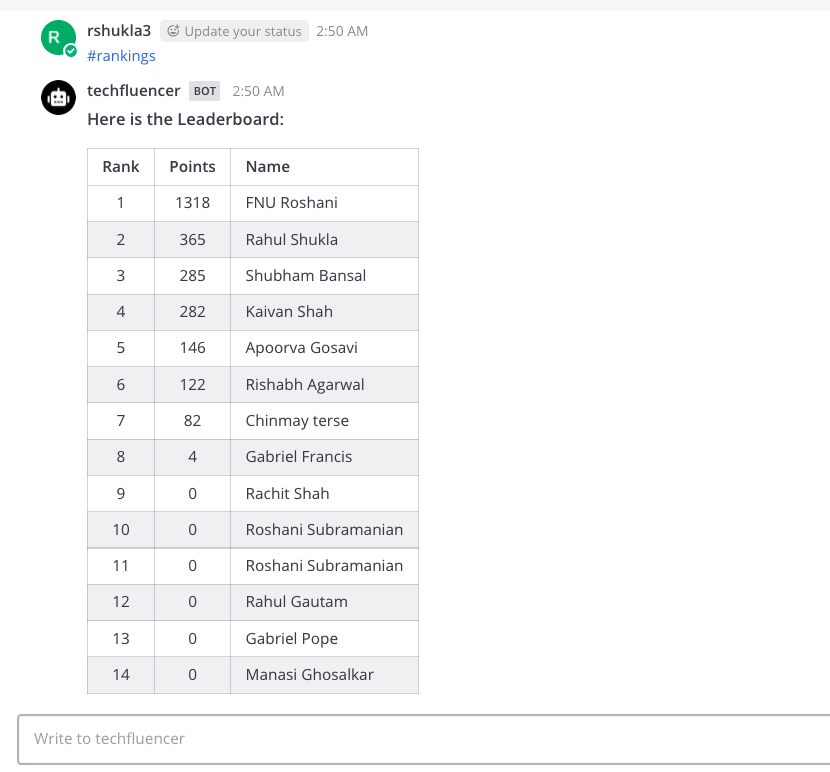 R
rshukla3 Update your status 2:50 AM
#rankings
techfluencer BOT 2:50 AM
Here is the Leaderboard:
Rank Points Name
1 1318 FNU Roshani
2 365 Rahul Shukla
3 285 Shubham Bansal
4 282 Kaivan Shah
5 146 Apoorva Gosavi
6 122 Rishabh Agarwal
7 82 Chinmay terse
8 4 Gabriel Francis
9 0 Rachit Shah
10 0 Roshani Subramanian
11 0 Roshani Subramanian
12 0 Rahul Gautam
13 0 Gabriel Pope
14 0 Manasi Ghosalkar
Write to techfluencer